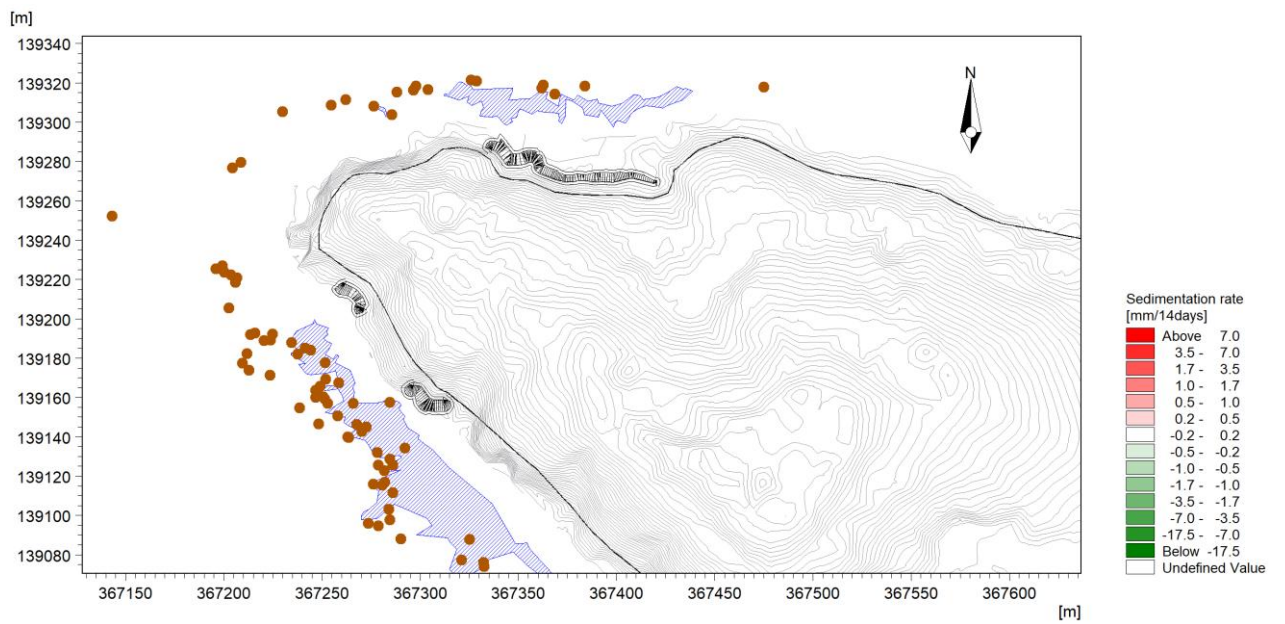 [m]
139340
139320
139300
139280
139260
139240
139220
139200
139180
139160
139140
139120
139100
139080
N
367150 367200 367250 367300 367350 367400 367450 367500 367550 367600
[m]
Sedimentation rate
[mm/14days]
Above 7.0
3.5 - 7.0
1.7 - 3.5
1.0 - 1.7
0.5 - 1.0
0.2 - 0.5
-0.2 - 0.2
-0.5 - -0.2
-1.0 - -0.5
-1.7 - -1.0
-3.5 - -1.7
-7.0 - -3.5
-17.5 - -7.0
Below -17.5
Undefined Value